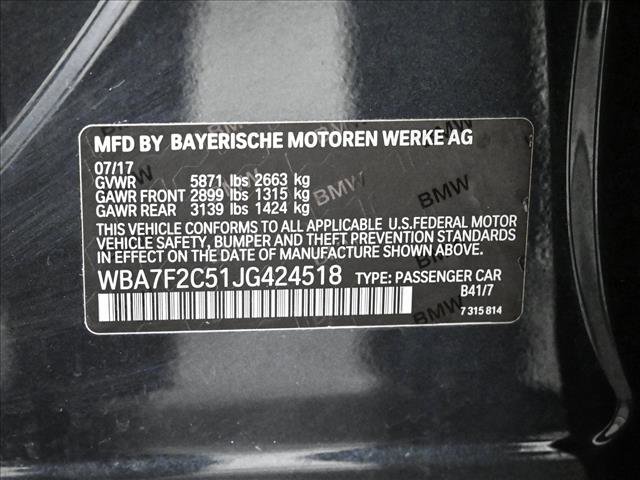 MFD BY BAYERISCHE MOTOREN WERKE AG
07/17
GVWR 5871 lbs 2663 kg
GAWR FRONT 2899 lbs 1315 kg
GAWR REAR 3139 lbs 1424 kg
THIS VEHICLE CONFORMS TO ALL APPLICABLE U.S.FEDERAL MOTOR
VEHICLE SAFETY, BUMPER AND THEFT PREVENTION STANDARDS
IN EFFECT ON THE DATE OF MANUFACTURE SHOWN ABOVE.
WBA7F2C51JG424518 TYPE: PASSENGER CAR
B41/7
7 315 814
BMW
BMW
BMW